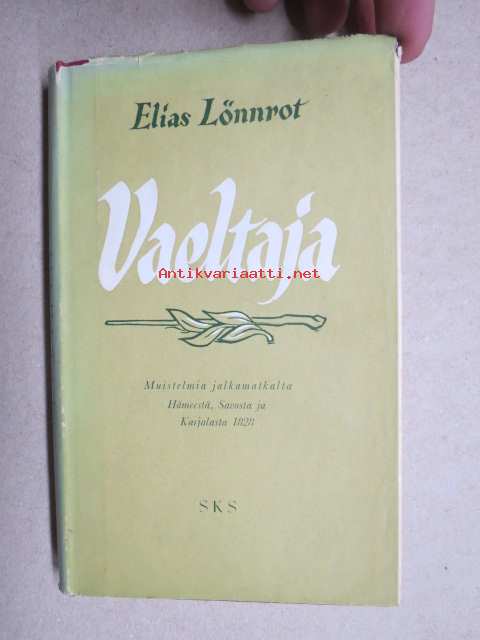 Elias Lönnrot
Vaeltaja
Antikvariaatti.net
Muistelmia jalkamatkalta
Hämeestä, Savosta ja
Karjalasta 1828
SKS